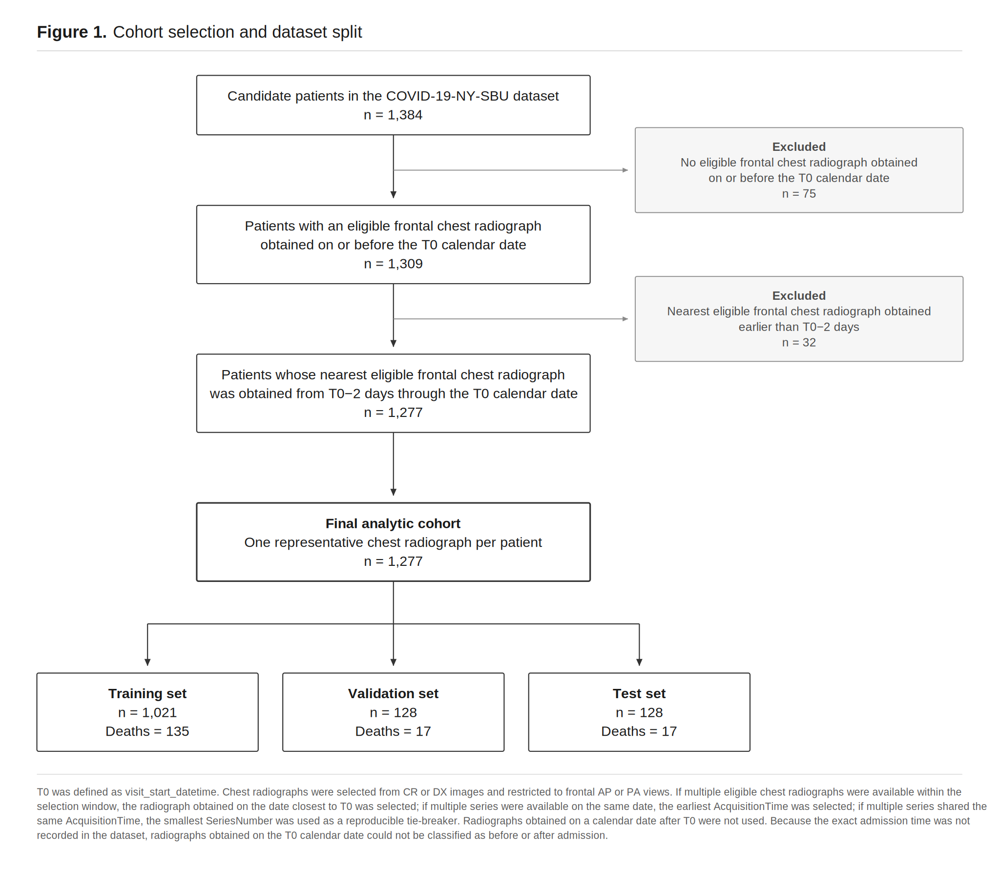 Figure 1. Cohort selection and dataset split
Candidate patients in the COVID-19-NY-SBU dataset
n = 1,384
Excluded
No eligible frontal chest radiograph obtained
on or before the T0 calendar date
n = 75
Patients with an eligible frontal chest radiograph
obtained on or before the T0 calendar date
n = 1,309
Excluded
Nearest eligible frontal chest radiograph obtained
earlier than T0−2 days
n = 32
Patients whose nearest eligible frontal chest radiograph
was obtained from T0−2 days through the T0 calendar date
n = 1,277
Final analytic cohort
One representative chest radiograph per patient
n = 1,277
Training set
n = 1,021
Deaths = 135
Validation set
n = 128
Deaths = 17
Test set
n = 128
Deaths = 17
T0 was defined as visit_start_datetime. Chest radiographs were selected from CR or DX images and restricted to frontal AP or PA views. If multiple eligible chest radiographs were available within the
selection window, the radiograph obtained on the date closest to T0 was selected; if multiple series were available on the same date, the earliest AcquisitionTime was selected; if multiple series shared the
same AcquisitionTime, the smallest SeriesNumber was used as a reproducible tie-breaker. Radiographs obtained on a calendar date after T0 were not used. Because the exact admission time was not
recorded in the dataset, radiographs obtained on the T0 calendar date could not be classified as before or after admission.